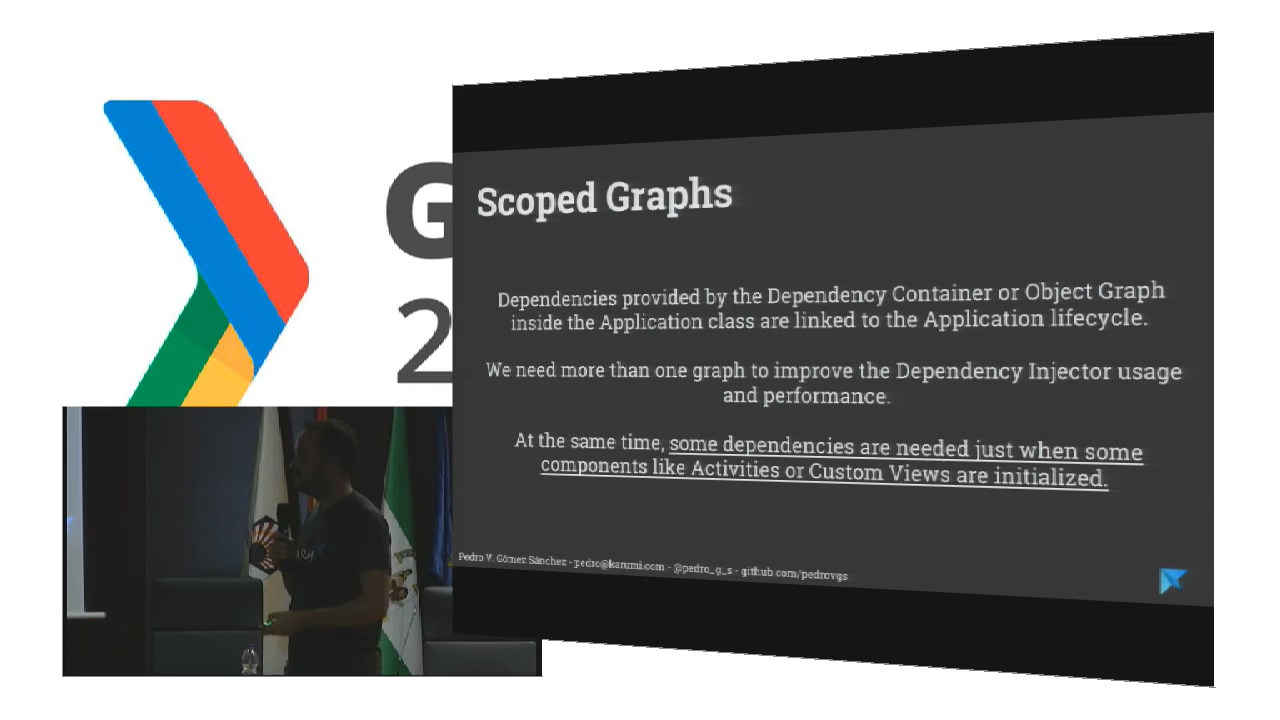 G
2
Scoped Graphs
Dependencies provided by the Dependency Container or Object Graph
inside the Application class are linked to the Application lifecycle.
We need more than one graph to improve the Dependency Injector usage
and performance.
At the same time, some dependencies are needed just when some
components like Activities or Custom Views are initialized.
Pedro V. Gómez Sánchez - pedro@karumi.com - @pedro_g_s - github.com/pedrovgs